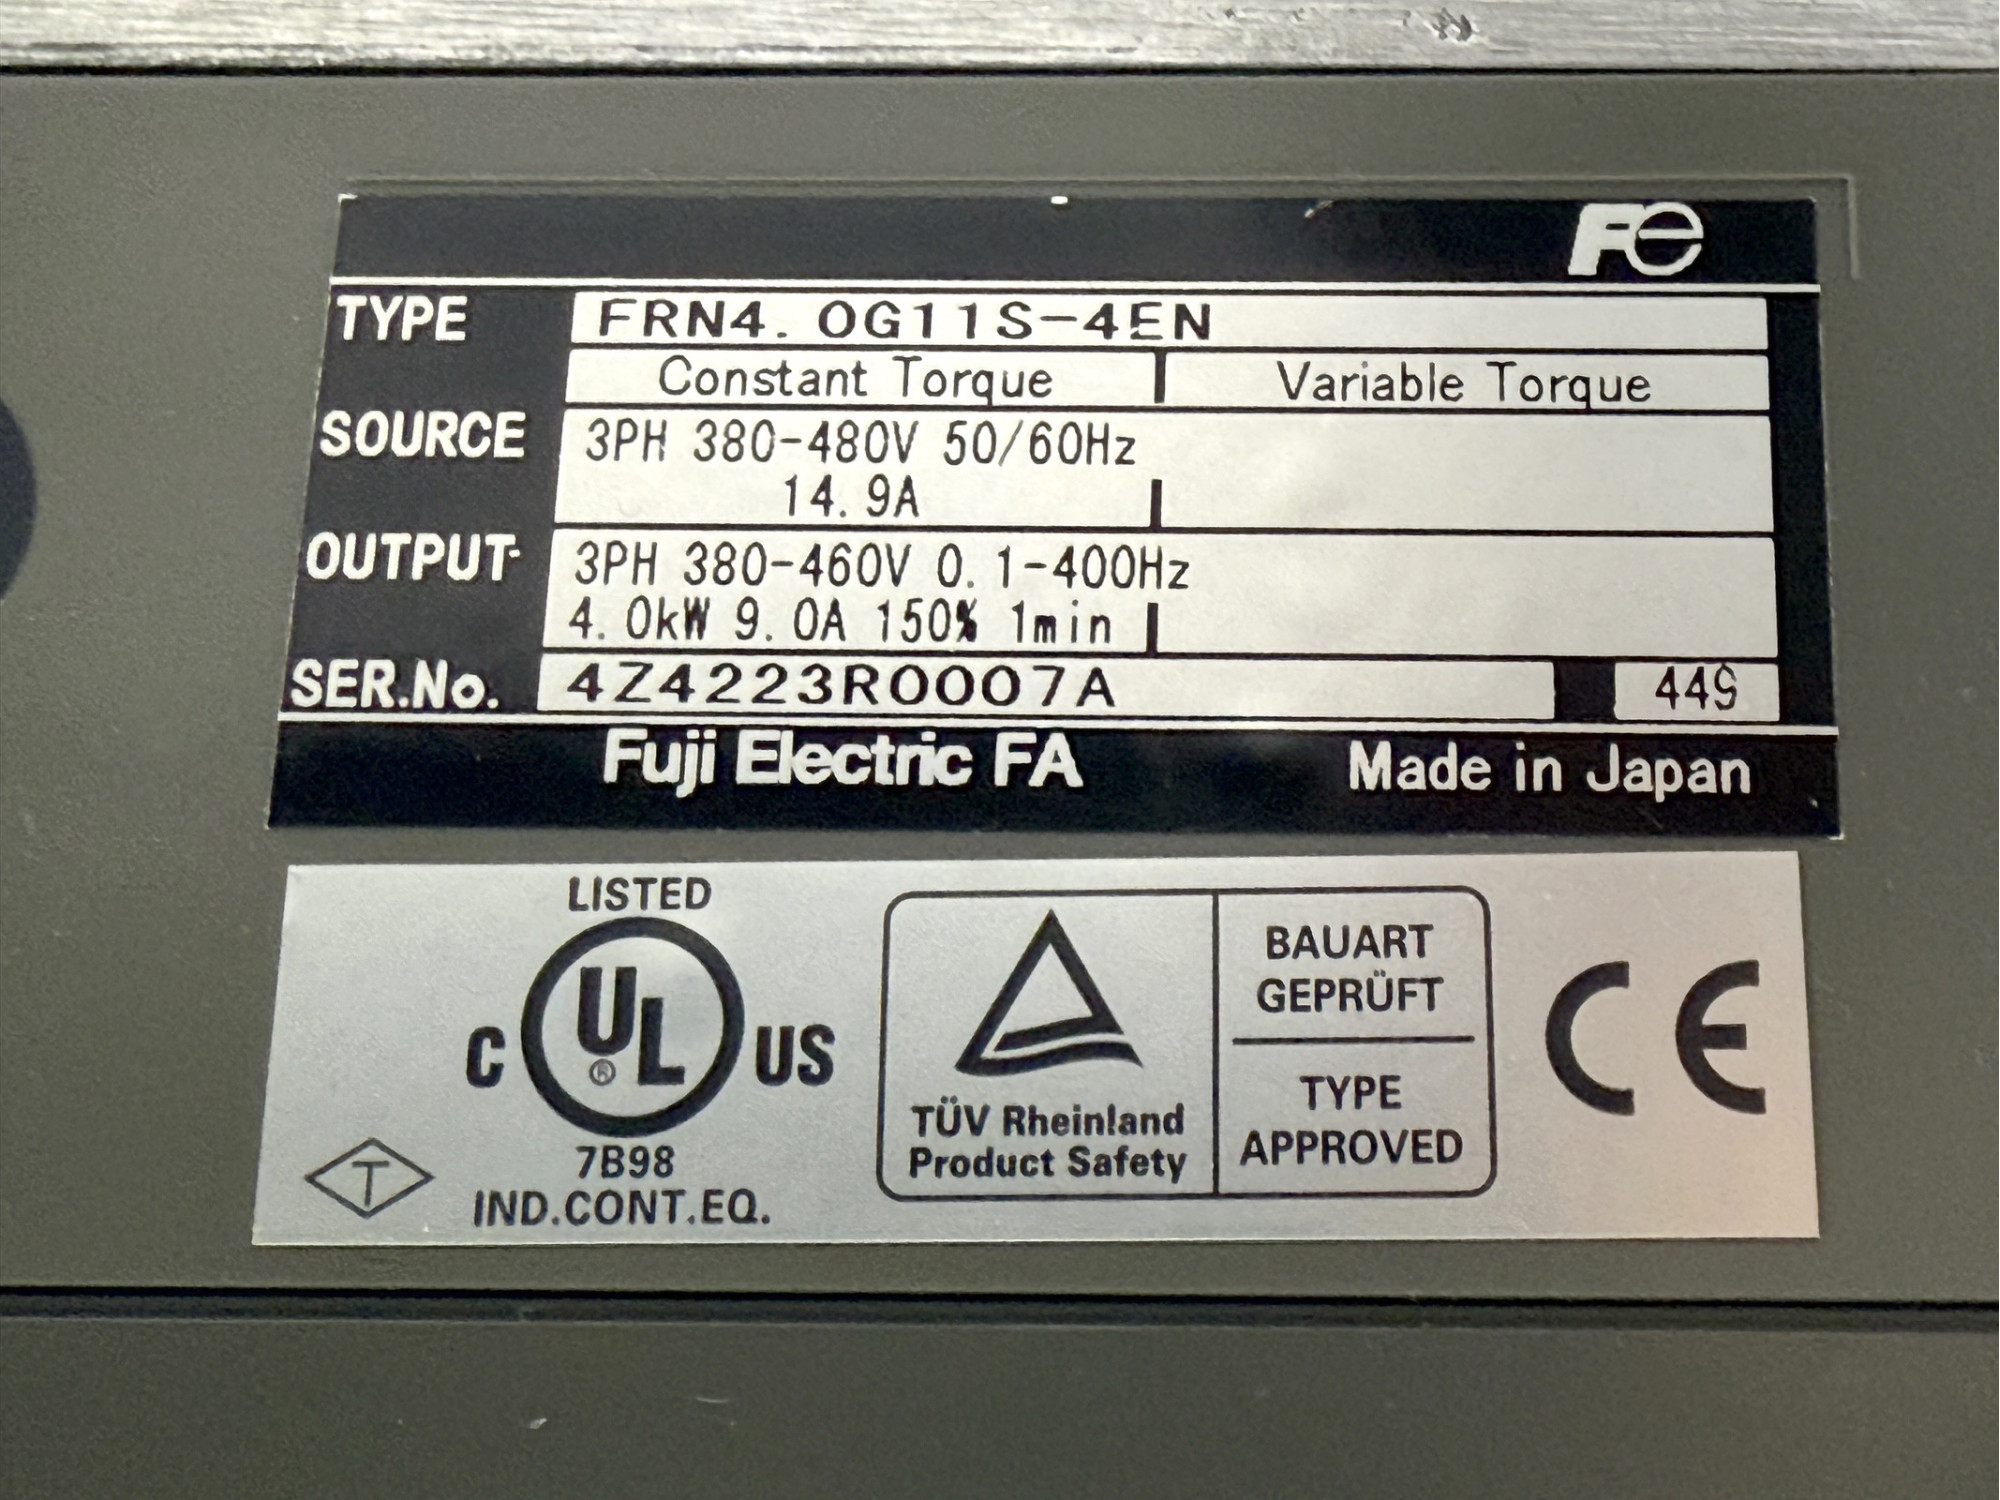 Fe
TYPE FRN4.0G11S-4EN
Constant Torque Variable Torque
SOURCE 3PH 380-480V 50/60Hz
14.9A
OUTPUT 3PH 380-460V 0.1-400Hz
4.0kW 9.0A 150% 1min
SER.No. 4Z4223R0007A 449
Fuji Electric FA Made in Japan
LISTED
C UL® US
7B98
IND.CONT.EQ.
T
TÜV Rheinland
Product Safety
BAUART
GEPRÜFT
TYPE
APPROVED
CE